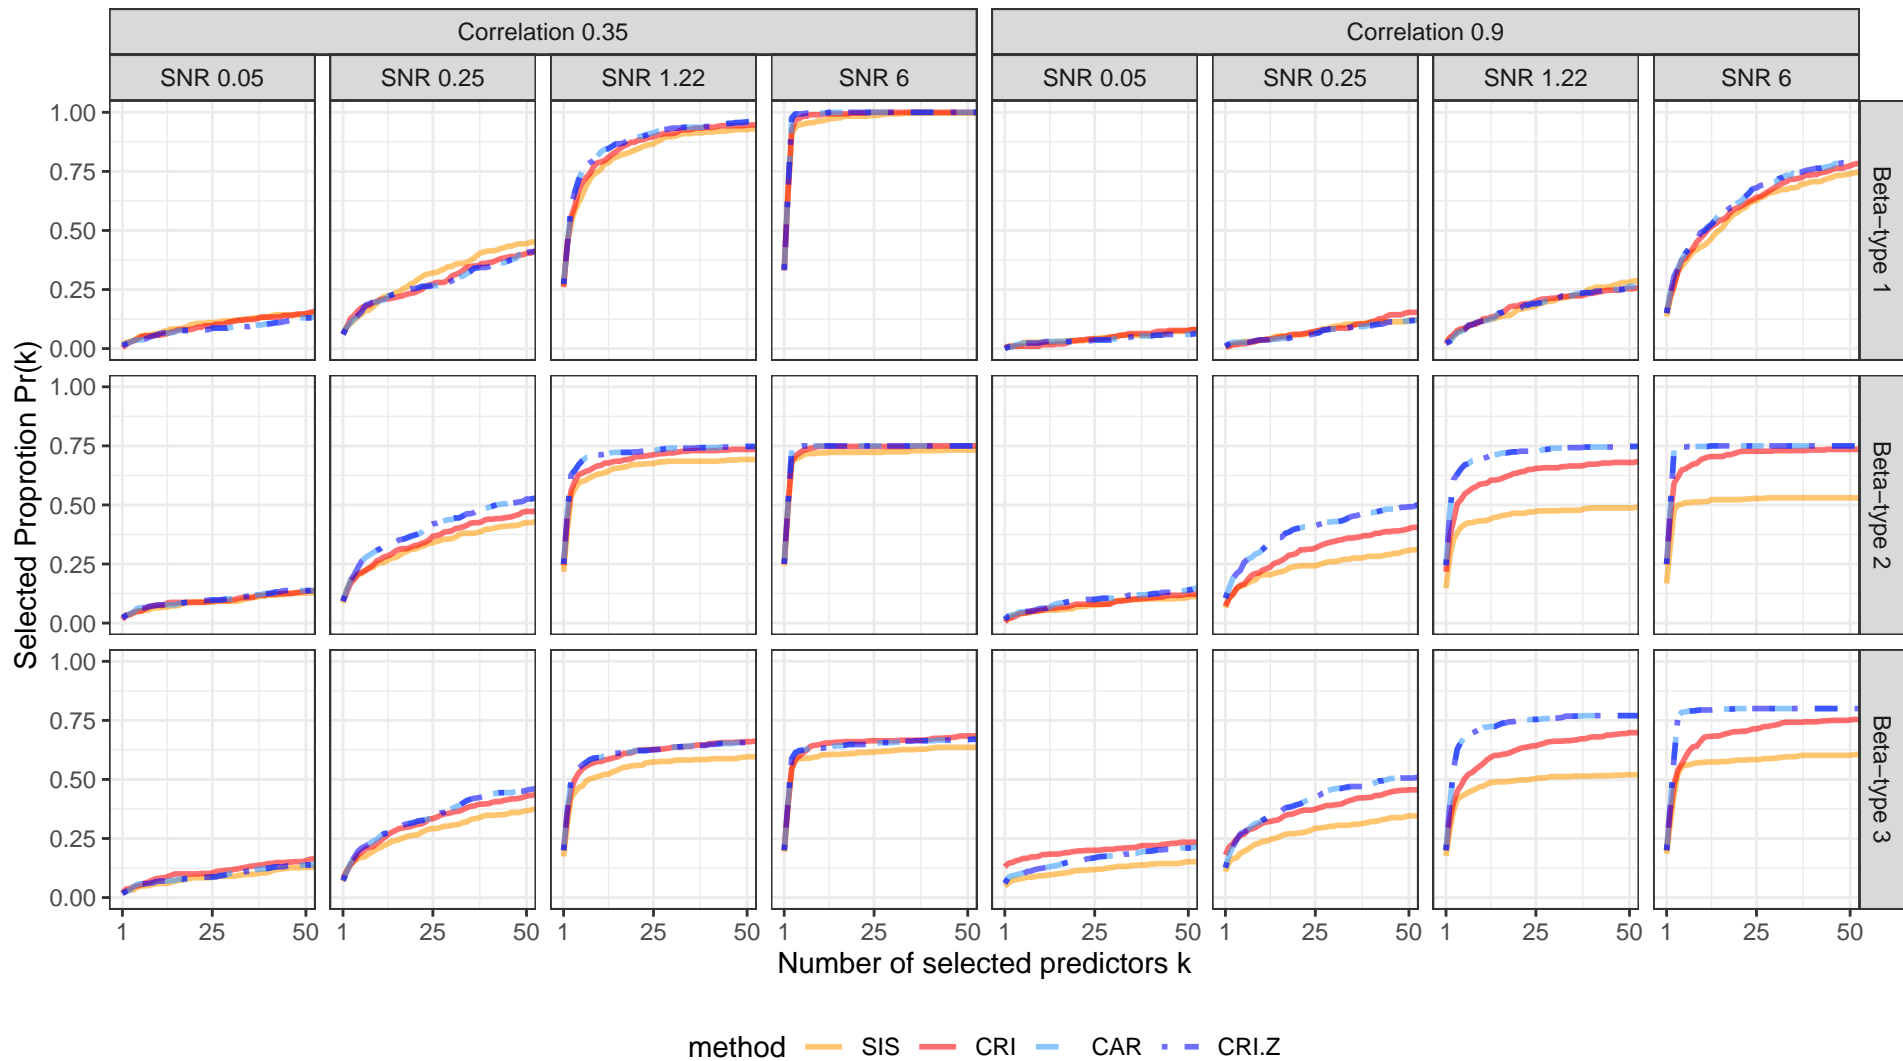 Correlation 0.35 Correlation 0.9
SNR 0.05 SNR 0.25 SNR 1.22 SNR 6 SNR 0.05 SNR 0.25 SNR 1.22 SNR 6
Selected Proprotion Pr(k)
1.00
0.75
0.50
0.25
0.00
Beta−type 1
1.00
0.75
0.50
0.25
0.00
Beta−type 2
1.00
0.75
0.50
0.25
0.00
Beta−type 3
1 25 50 1 25 50 1 25 50 1 25 50 1 25 50 1 25 50 1 25 50 1 25 50
Number of selected predictors k
method SIS CRI CAR CRI.Z